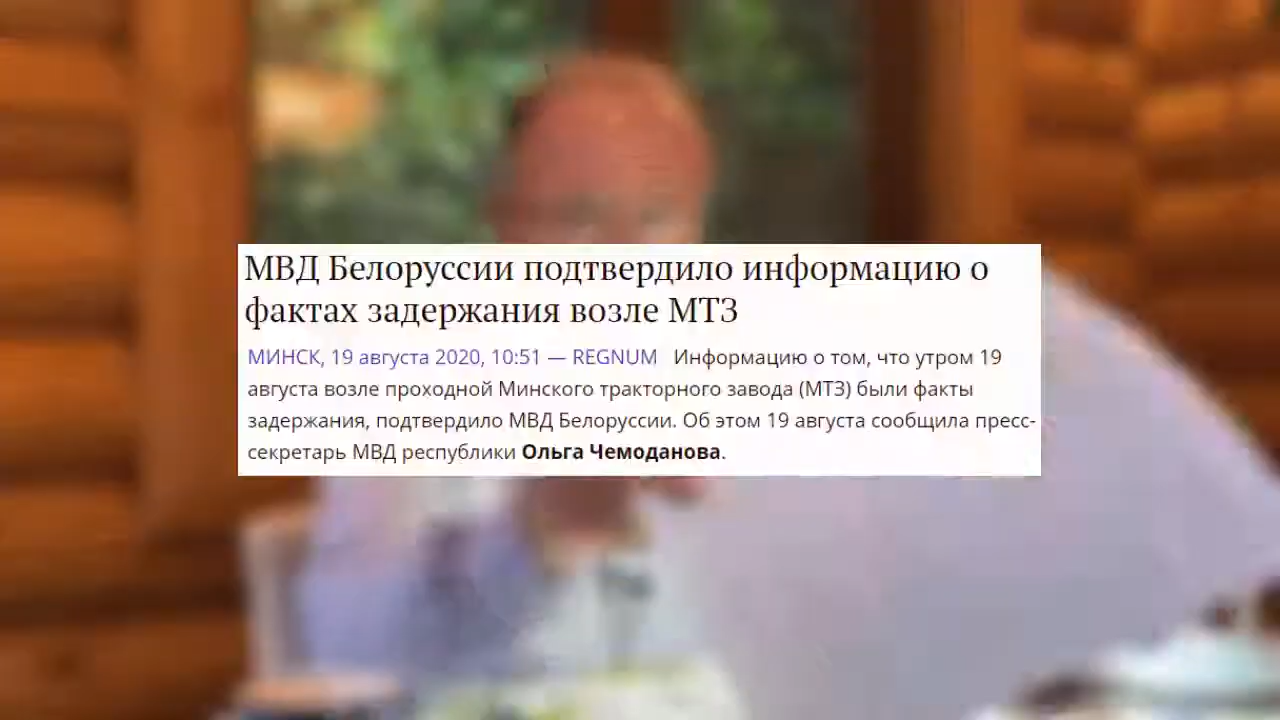 МВД Белоруссии подтвердило информацию о
фактах задержания возле МТЗ
МИНСК, 19 августа 2020, 10:51 — REGNUM Информацию о том, что утром 19
августа возле проходной Минского тракторного завода (МТЗ) были факты
задержания, подтвердило МВД Белоруссии. Об этом 19 августа сообщила пресс-
секретарь МВД республики Ольга Чемоданова.